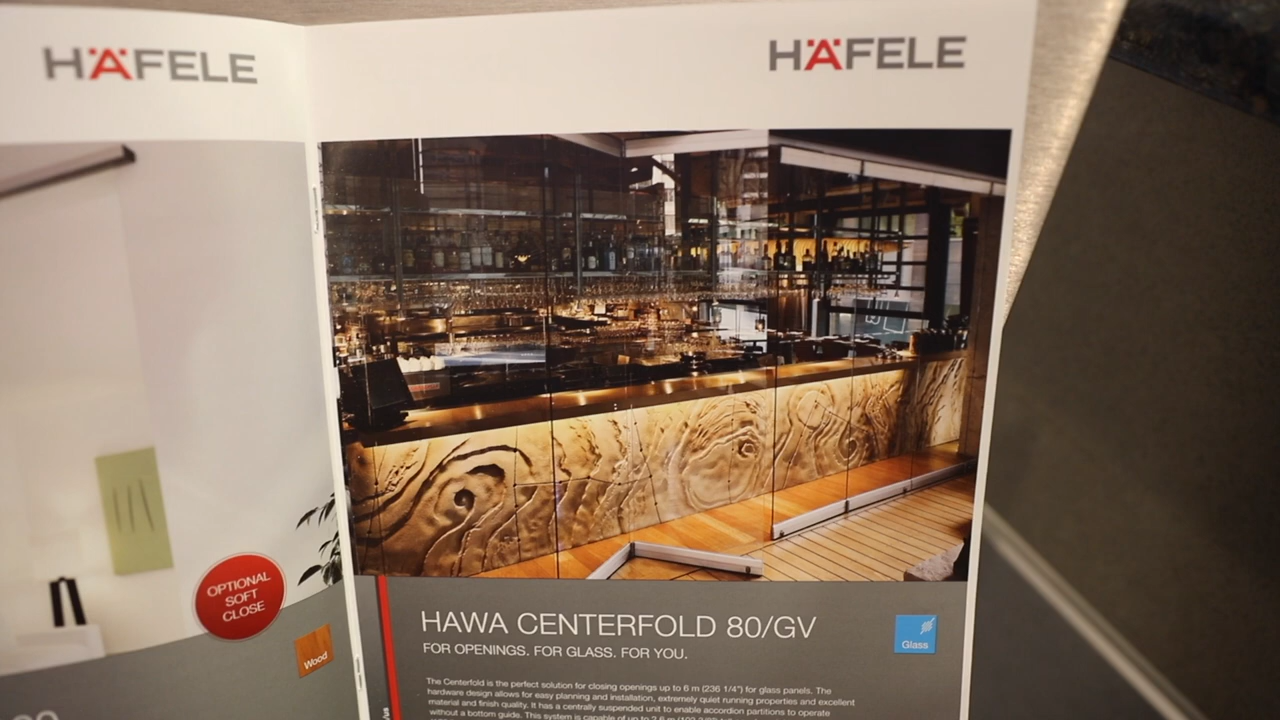 HÄFELE
OPTIONAL
SOFT
CLOSE
Wood
HÄFELE
HAWA CENTERFOLD 80/GV
FOR OPENINGS. FOR GLASS. FOR YOU.
Glass
The Centerfold is the perfect solution for closing openings up to 6 m (236 1/4") for glass panels. The
hardware design allows for easy planning and installation, extremely quiet running properties and excellent
material and finish quality. It has a centrally suspended unit to enable accordion partitions to operate
without a bottom guide. This system is capable of up to 2.6 m